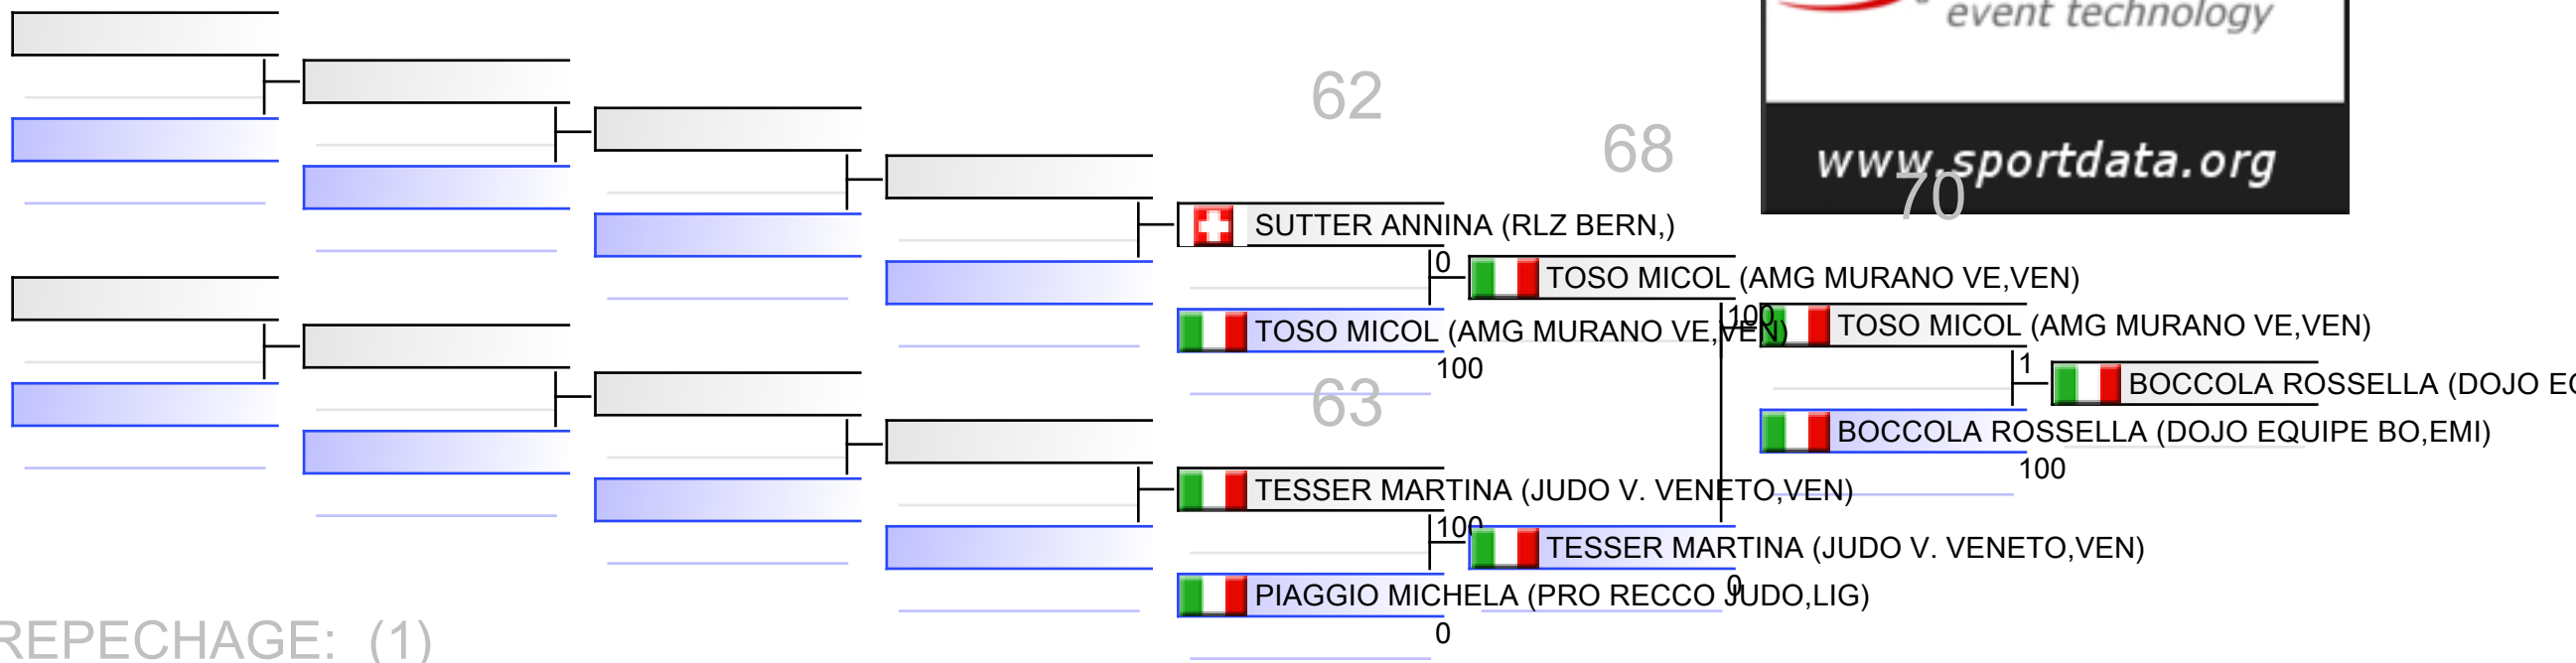 event technology
www.sportdata.org
62
68
70
SUTTER ANNINA (RLZ BERN,)
0
TOSO MICOL (AMG MURANO VE,VEN)
100
TOSO MICOL (AMG MURANO VE,VEN)
TOSO MICOL (AMG MURANO VE,VEN)
100
1
BOCCOLA ROSSELLA (DOJO EQ
63
BOCCOLA ROSSELLA (DOJO EQUIPE BO,EMI)
100
TESSER MARTINA (JUDO V. VENETO,VEN)
100
TESSER MARTINA (JUDO V. VENETO,VEN)
0
PIAGGIO MICHELA (PRO RECCO JUDO,LIG)
0
REPECHAGE: (1)